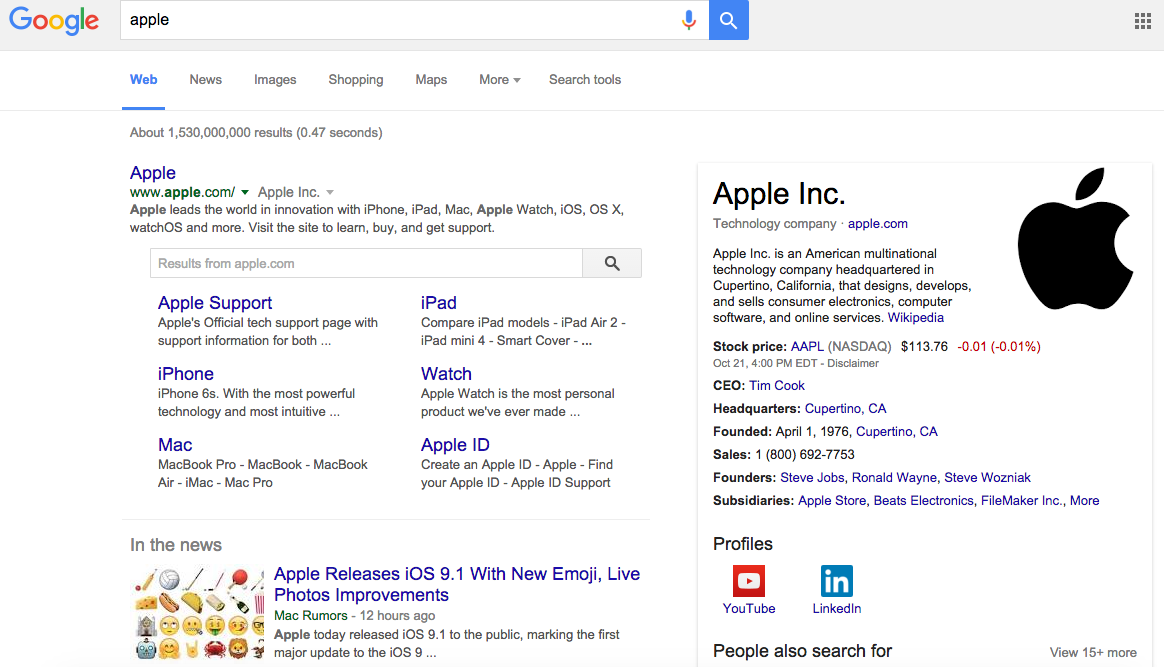 Google
apple
Web News Images Shopping Maps More Search tools
About 1,530,000,000 results (0.47 seconds)
Apple
www.apple.com/ Apple Inc.
Apple leads the world in innovation with iPhone, iPad, Mac, Apple Watch, iOS, OS X,
watchOS and more. Visit the site to learn, buy, and get support.
Results from apple.com
Apple Support
Apple's Official tech support page with
support information for both ...
iPad
Compare iPad models - iPad Air 2 -
iPad mini 4 - Smart Cover - ...
iPhone
iPhone 6s. With the most powerful
technology and most intuitive ...
Watch
Apple Watch is the most personal
product we've ever made ...
Mac
MacBook Pro - MacBook - MacBook
Air - iMac - Mac Pro
Apple ID
Create an Apple ID - Apple - Find
your Apple ID - Apple ID Support
In the news
Apple Releases iOS 9.1 With New Emoji, Live
Photos Improvements
Mac Rumors - 12 hours ago
Apple today released iOS 9.1 to the public, marking the first
major update to the iOS 9 ...
Apple Inc.
Technology company · apple.com
Apple Inc. is an American multinational
technology company headquartered in
Cupertino, California, that designs, develops,
and sells consumer electronics, computer
software, and online services. Wikipedia
Stock price: AAPL (NASDAQ) $113.76 -0.01 (-0.01%)
Oct 21, 4:00 PM EDT - Disclaimer
CEO: Tim Cook
Headquarters: Cupertino, CA
Founded: April 1, 1976, Cupertino, CA
Sales: 1 (800) 692-7753
Founders: Steve Jobs, Ronald Wayne, Steve Wozniak
Subsidiaries: Apple Store, Beats Electronics, FileMaker Inc., More
Profiles
in
YouTube LinkedIn
People also search for View 15+ more